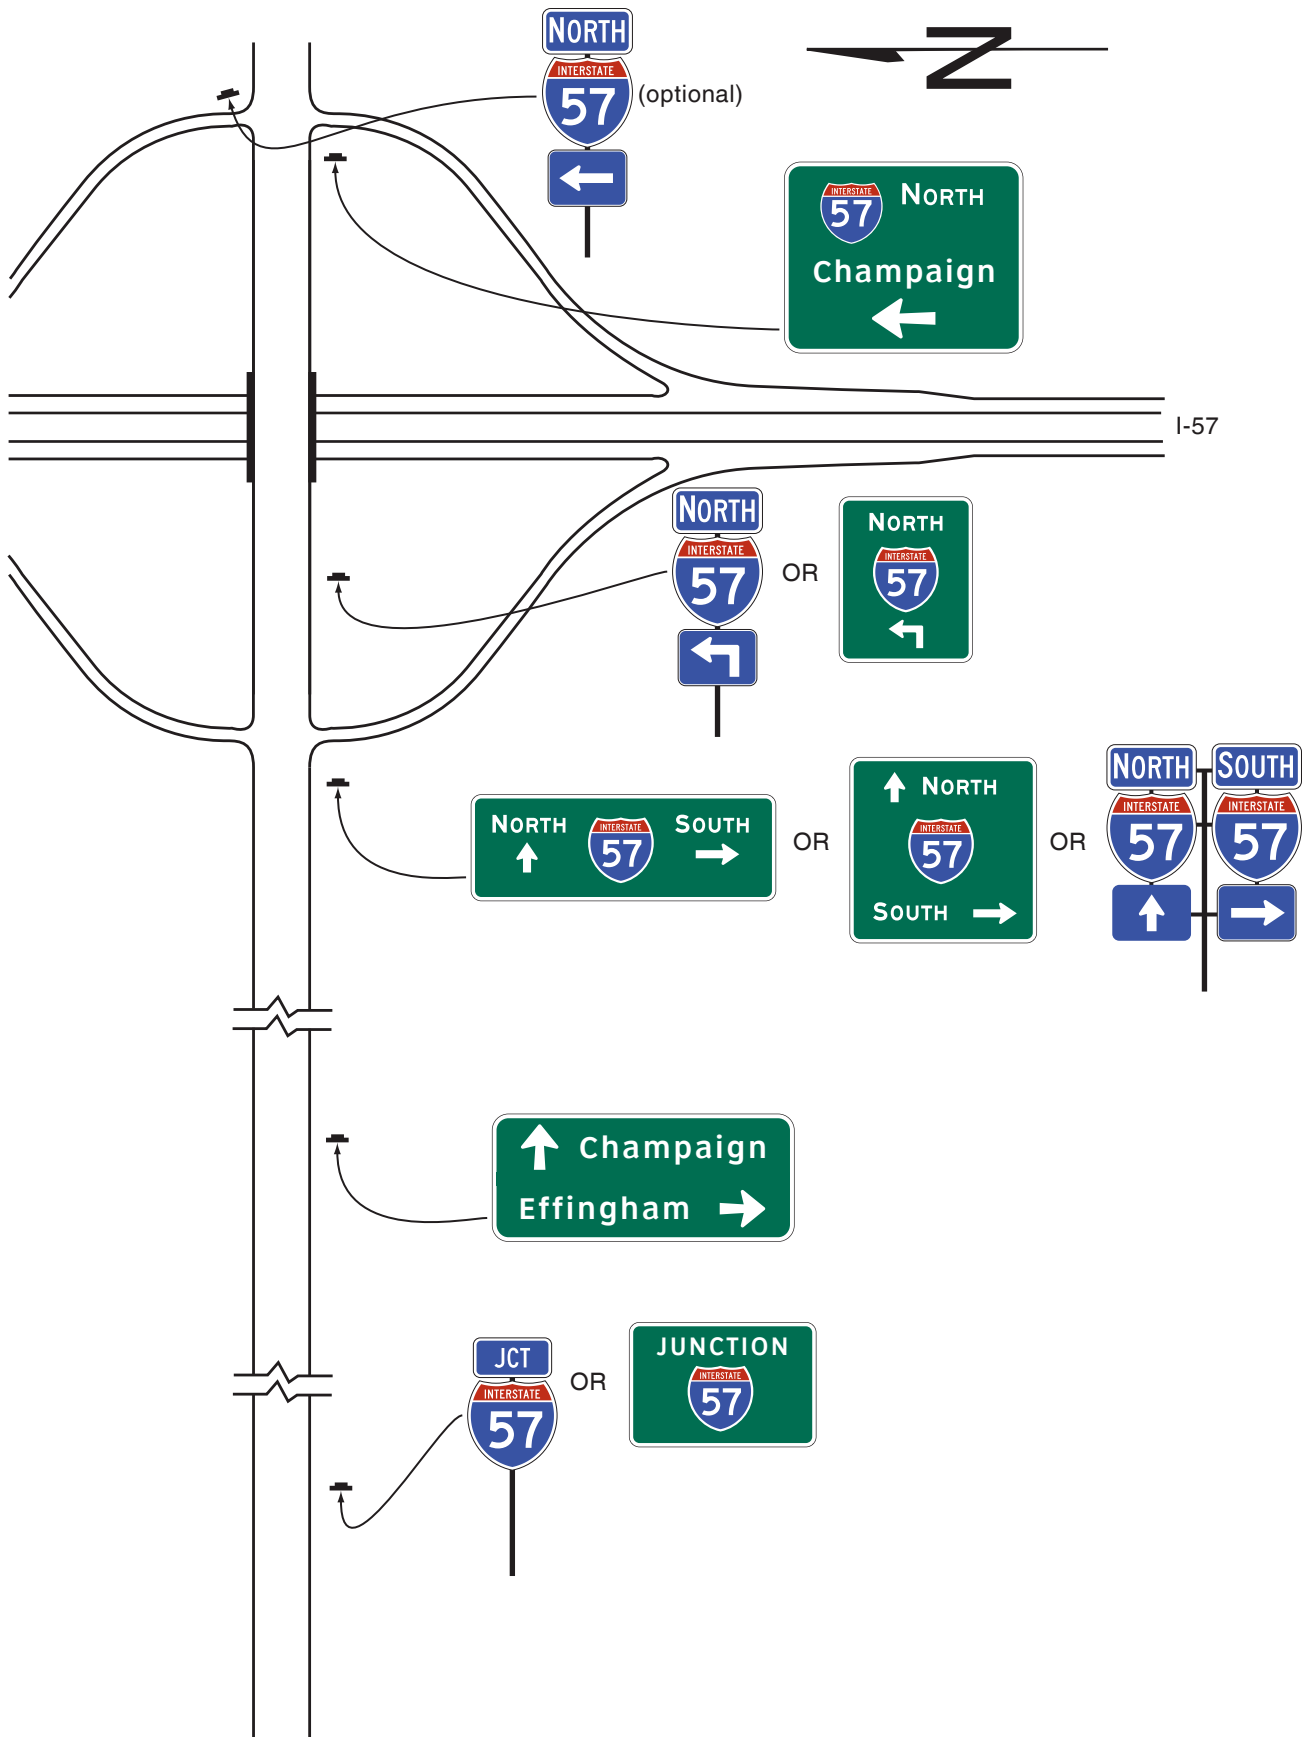 NORTH
INTERSTATE
57
(optional)
N
INTERSTATE
57
NORTH
Champaign
I-57
NORTH
INTERSTATE
57
OR
NORTH
INTERSTATE
57
NORTH
INTERSTATE
57
SOUTH
OR
NORTH
INTERSTATE
57
SOUTH
OR
NORTH
INTERSTATE
57
SOUTH
INTERSTATE
57
Champaign
Effingham
JCT
INTERSTATE
57
OR
JUNCTION
INTERSTATE
57